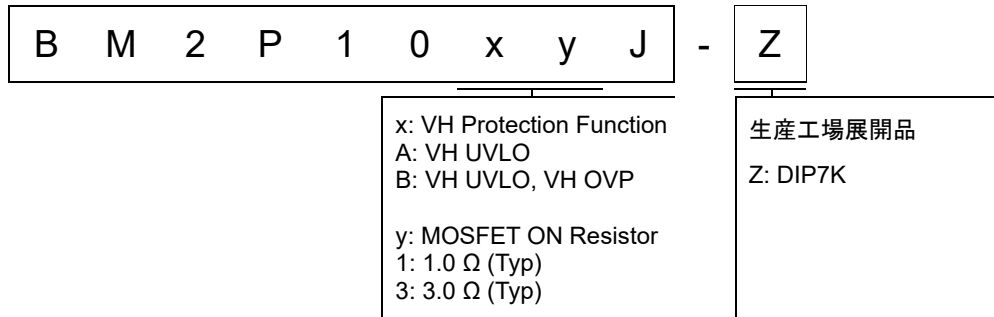 B M 2 P 1 0 x y J - Z
x: VH Protection Function
A: VH UVLO
B: VH UVLO, VH OVP
y: MOSFET ON Resistor
1: 1.0 Ω (Typ)
3: 3.0 Ω (Typ)
生産工場展開品
Z: DIP7K